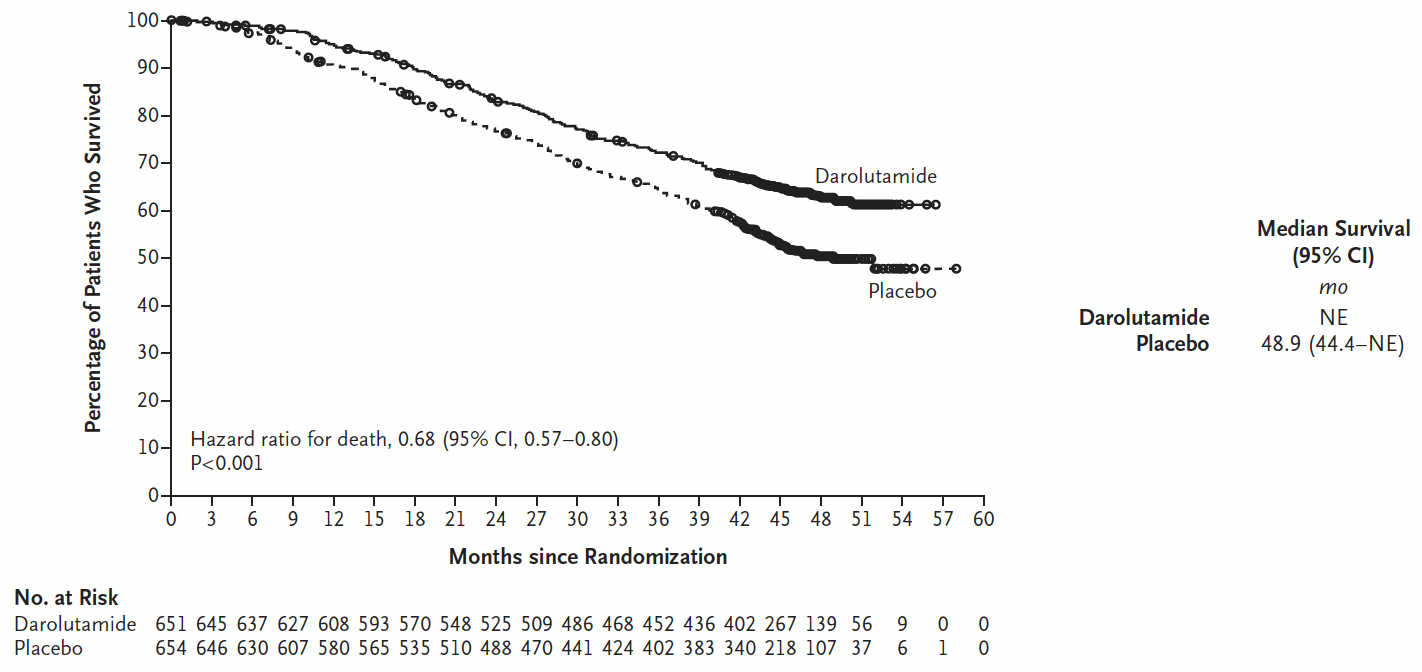 100
90
80
70
60
50
40
30
20
10
0
Percentage of Patients Who Survived
Darolutamide
Placebo
Hazard ratio for death, 0.68 (95% CI, 0.57–0.80)
P<0.001
0 3 6 9 12 15 18 21 24 27 30 33 36 39 42 45 48 51 54 57 60
Months since Randomization
Median Survival
(95% CI)
mo
Darolutamide NE
Placebo 48.9 (44.4–NE)
No. at Risk
Darolutamide 651 645 637 627 608 593 570 548 525 509 486 468 452 436 402 267 139 56 9 0 0
Placebo 654 646 630 607 580 565 535 510 488 470 441 424 402 383 340 218 107 37 6 1 0